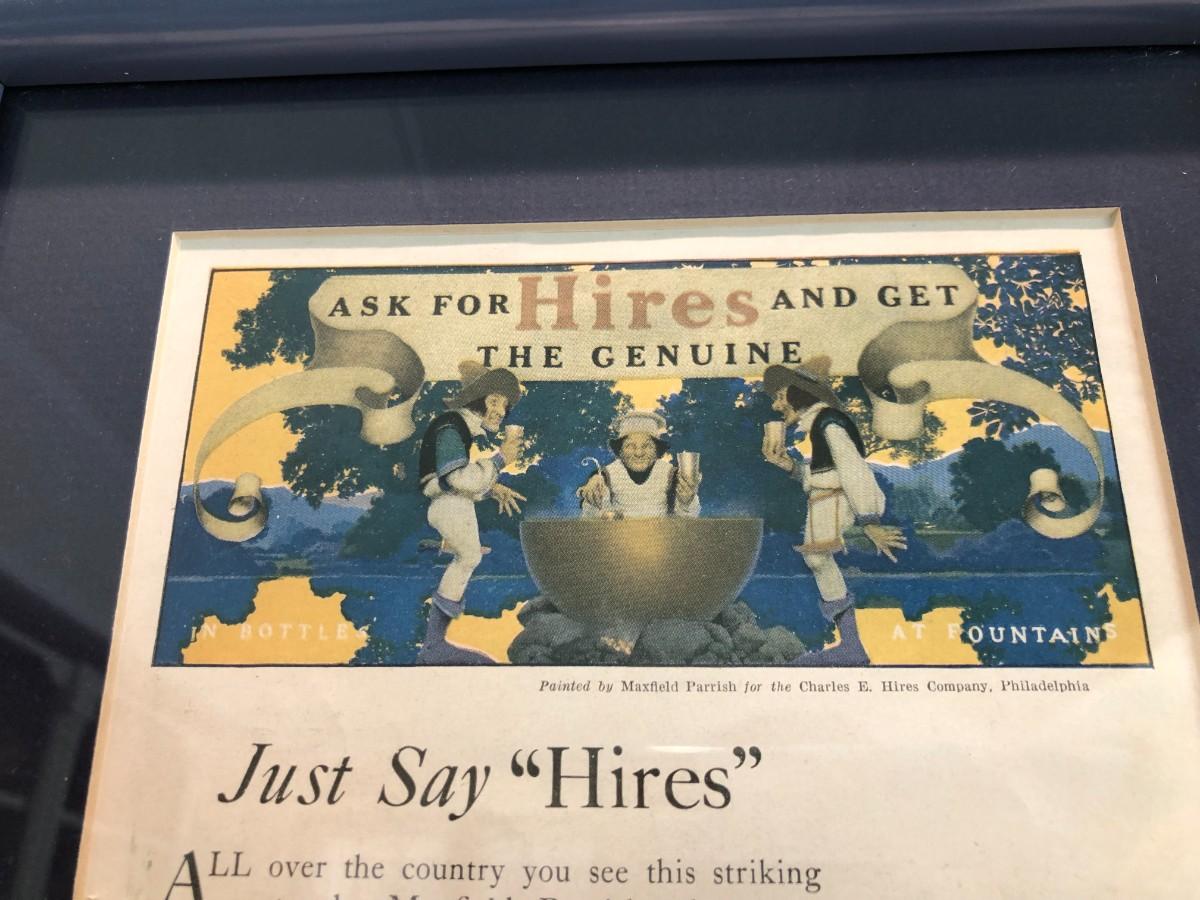 ASK FOR Hires AND GET
THE GENUINE
IN BOTTLES
AT FOUNTAINS
Painted by Maxfield Parrish for the Charles E. Hires Company, Philadelphia
Just Say “Hires”
ALL over the country you see this striking